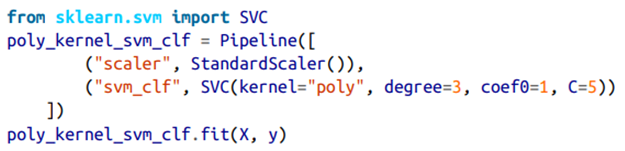 from sklearn.svm import SVC
poly_kernel_svm_clf = Pipeline([
        ("scaler", StandardScaler()),
        ("svm_clf", SVC(kernel="poly", degree=3, coef0=1, C=5))
    ])
poly_kernel_svm_clf.fit(X, y)